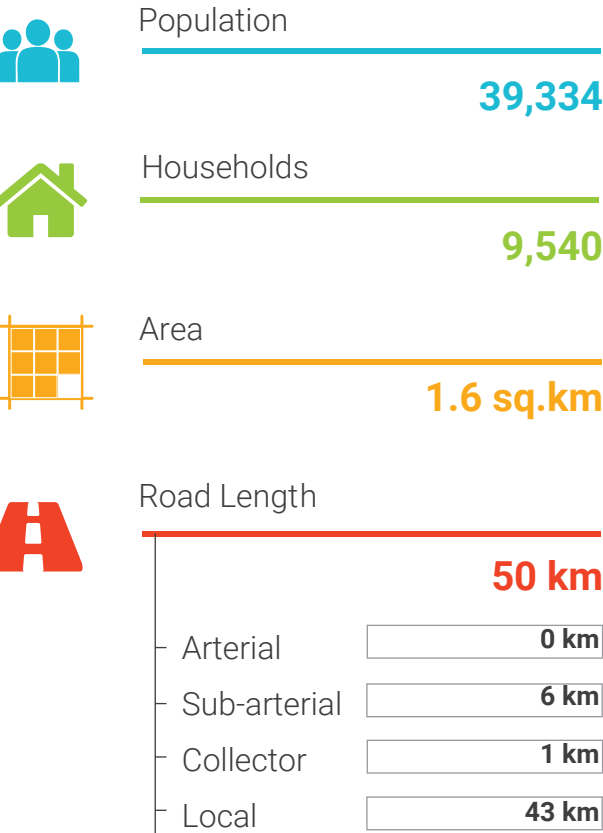 Population
39,334
Households
9,540
Area
1.6 sq.km
Road Length
50 km
Arterial 0 km
Sub-arterial 6 km
Collector 1 km
Local 43 km